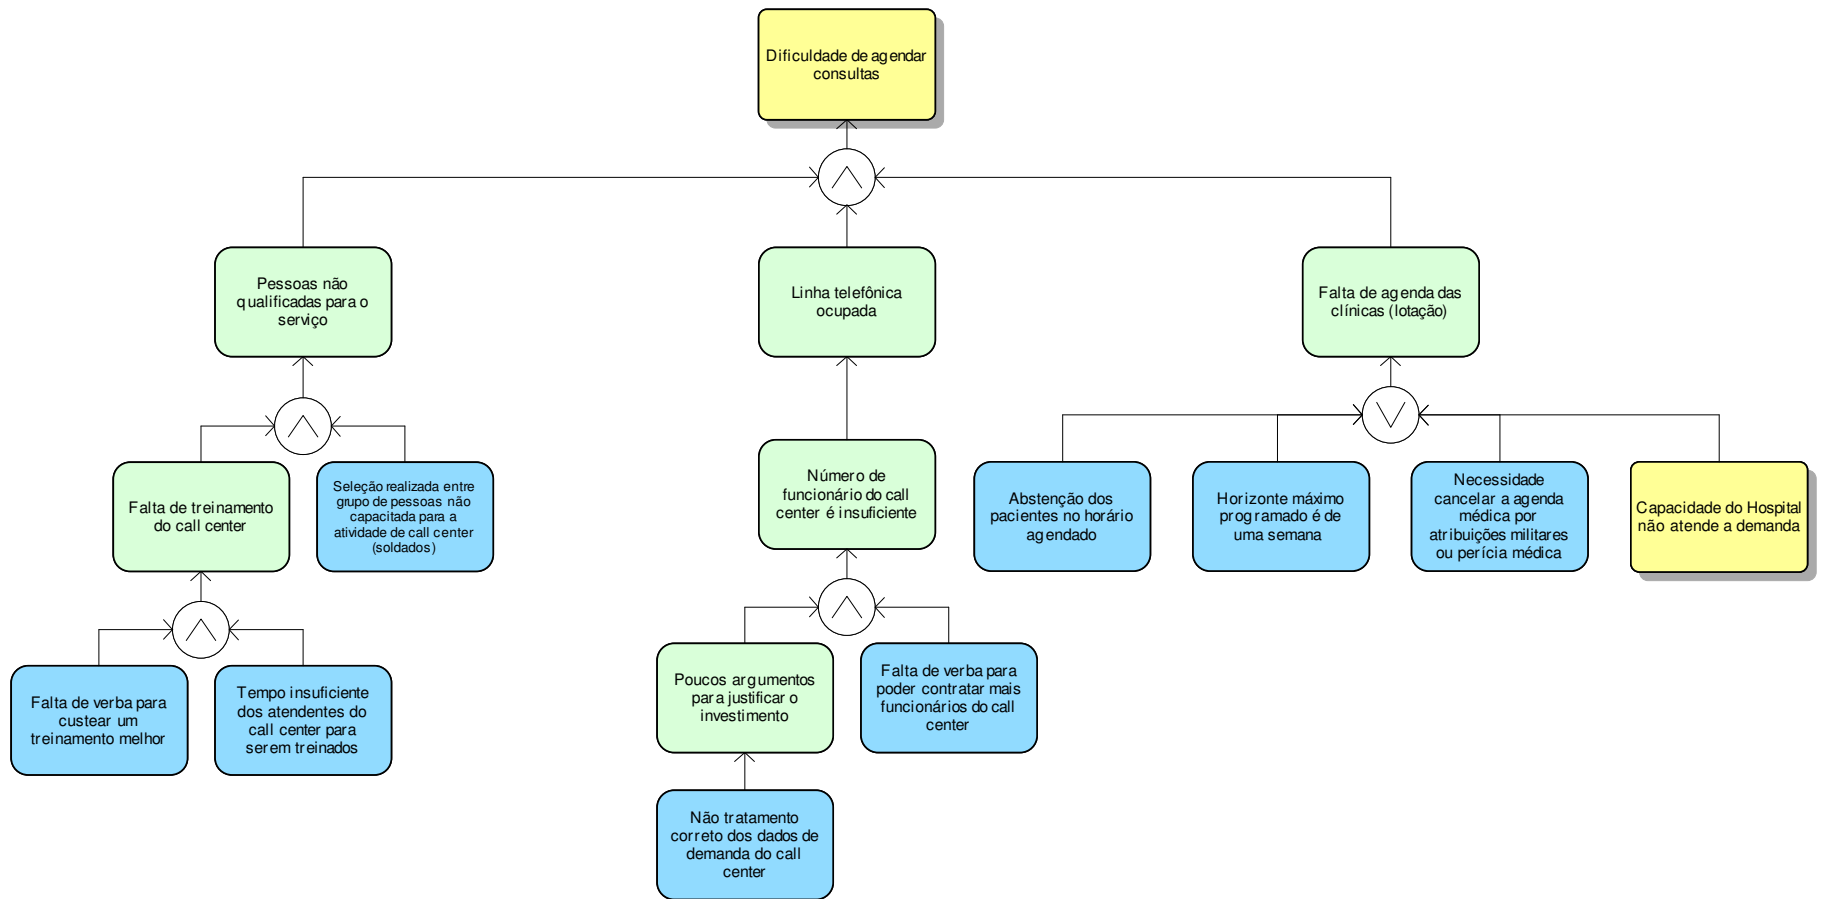 Dificuldade de agendar
consultas
Pessoas não
qualificadas para o
serviço
Linha telefônica
ocupada
Falta de agenda das
clínicas (lotação)
Falta de treinamento
do call center
Seleção realizada entre
grupo de pessoas não
capacitada para a
atividade de call center
(soldados)
Número de
funcionário do call
center é insuficiente
Abstenção dos
pacientes no horário
agendado
Horizonte máximo
programado é de
uma semana
Necessidade
cancelar a agenda
médica por
atribuições militares
ou perícia médica
Capacidade do Hospital
não atende a demanda
Falta de verba para
custear um
treinamento melhor
Tempo insuficiente
dos atendentes do
call center para
serem treinados
Poucos argumentos
para justificar o
investimento
Falta de verba para
poder contratar mais
funcionários do call
center
Não tratamento
correto dos dados de
demanda do call
center